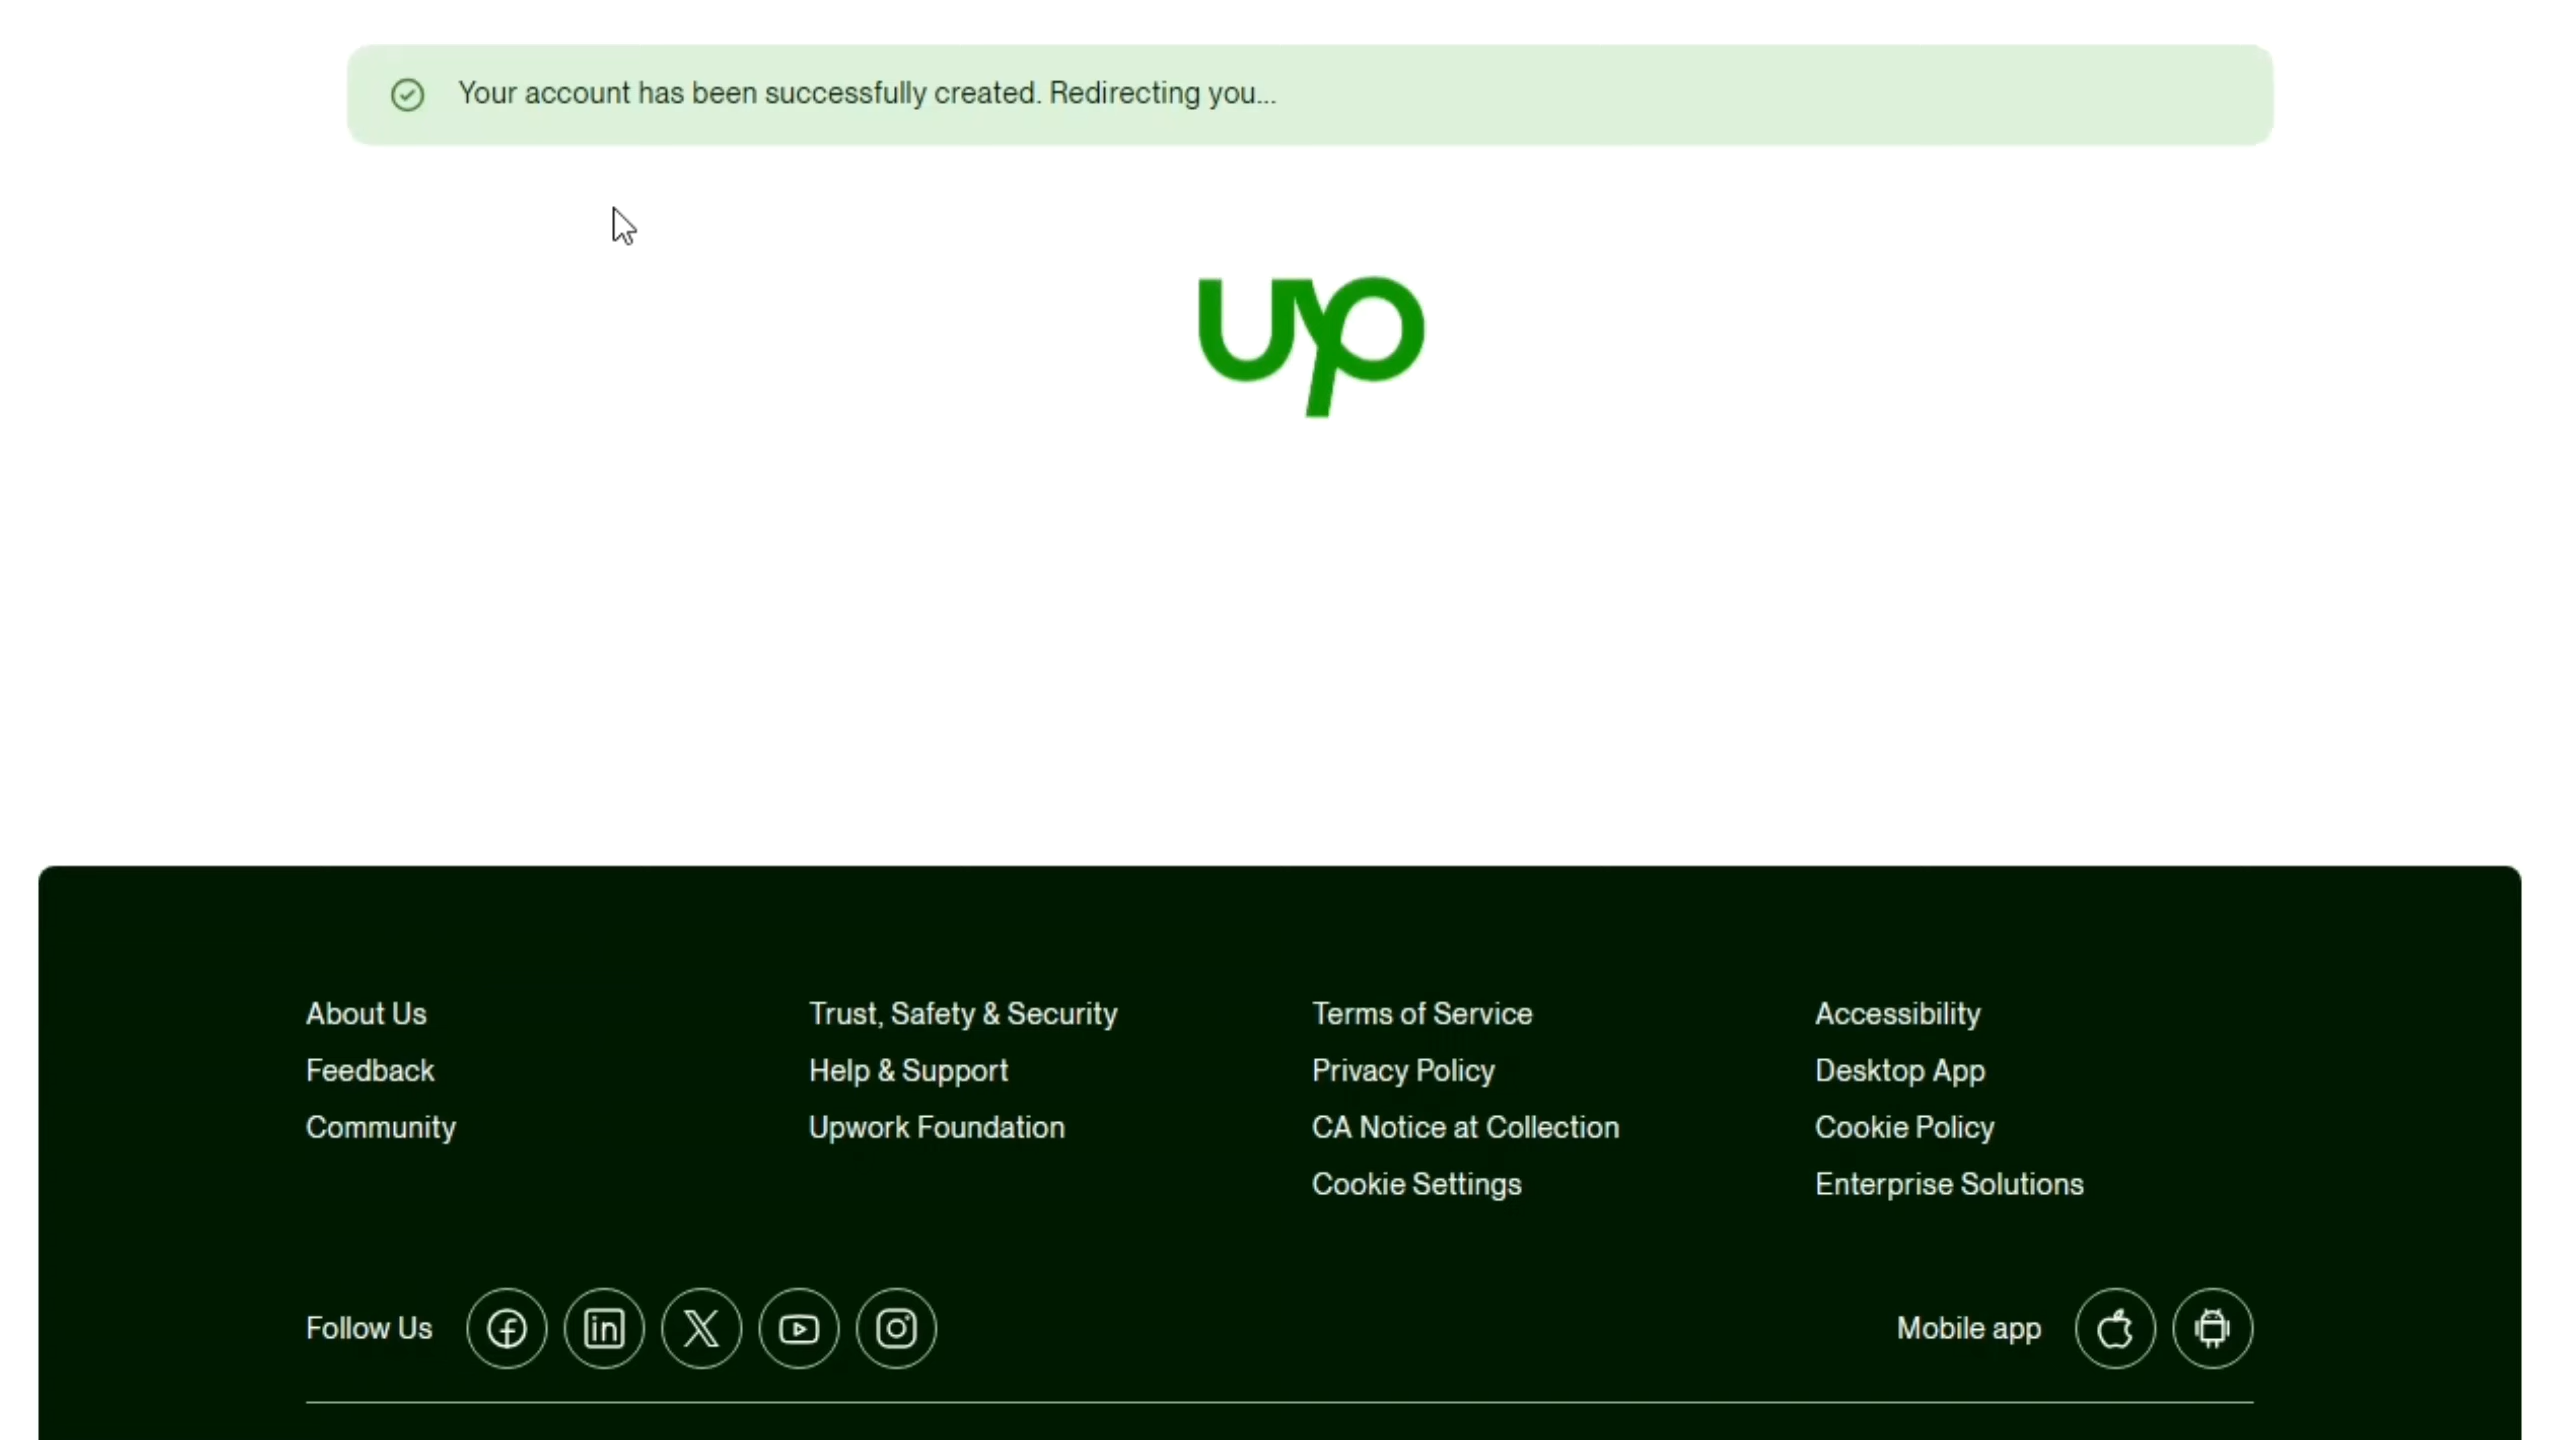 Your account has been successfully created. Redirecting you...
up
About Us
Feedback
Community
Trust, Safety & Security
Help & Support
Upwork Foundation
Terms of Service
Privacy Policy
CA Notice at Collection
Cookie Settings
Accessibility
Desktop App
Cookie Policy
Enterprise Solutions
Follow Us
Mobile app